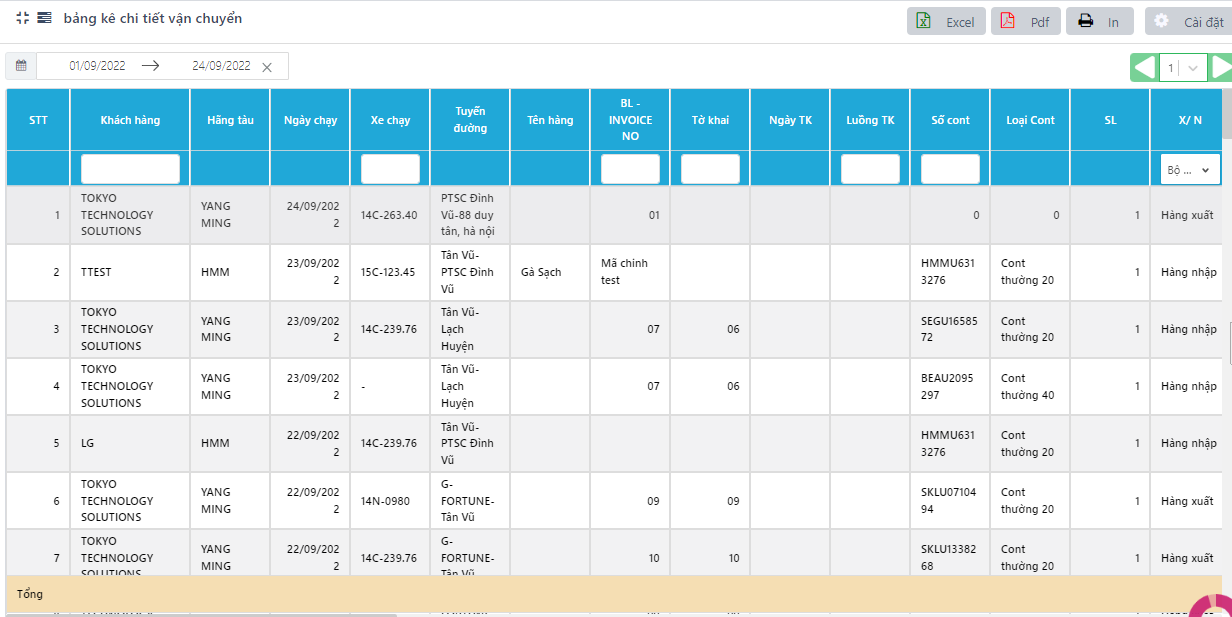 bảng kê chi tiết vận chuyển
Excel Pdf In Cài đặt
01/09/2022 24/09/2022
1
STT Khách hàng Hãng tàu Ngày chạy Xe chạy Tuyến đường Tên hàng BL - INVOICE NO Tờ khai Ngày TK Luồng TK Số cont Loại Cont SL X/ N
Bộ ...
1 TOKYO TECHNOLOGY SOLUTIONS YANG MING 24/09/2022 14C-263.40 PTSC Đình Vũ-88 duy tân, hà nội 01 0 0 1 Hàng xuất
2 TTEST HMM 23/09/2022 15C-123.45 Tân Vũ-PTSC Đình Vũ Gà Sạch Mã chinh test HMMU6313276 Cont thường 20 1 Hàng nhập
3 TOKYO TECHNOLOGY SOLUTIONS YANG MING 23/09/2022 14C-239.76 Tân Vũ-Lạch Huyện 07 06 SEGU1658572 Cont thường 20 1 Hàng nhập
4 TOKYO TECHNOLOGY SOLUTIONS YANG MING 23/09/2022 - Tân Vũ-Lạch Huyện 07 06 BEAU2095297 Cont thường 40 1 Hàng nhập
5 LG HMM 22/09/2022 14C-239.76 Tân Vũ-PTSC Đình Vũ HMMU6313276 Cont thường 20 1 Hàng nhập
6 TOKYO TECHNOLOGY SOLUTIONS YANG MING 22/09/2022 14N-0980 G-FORTUNE-Tân Vũ 09 09 SKLU0710494 Cont thường 20 1 Hàng xuất
7 TOKYO TECHNOLOGY SOLUTIONS YANG MING 22/09/2022 14C-239.76 G-FORTUNE-Tân Vũ 10 10 SKLU1338268 Cont thường 20 1 Hàng xuất
Tổng